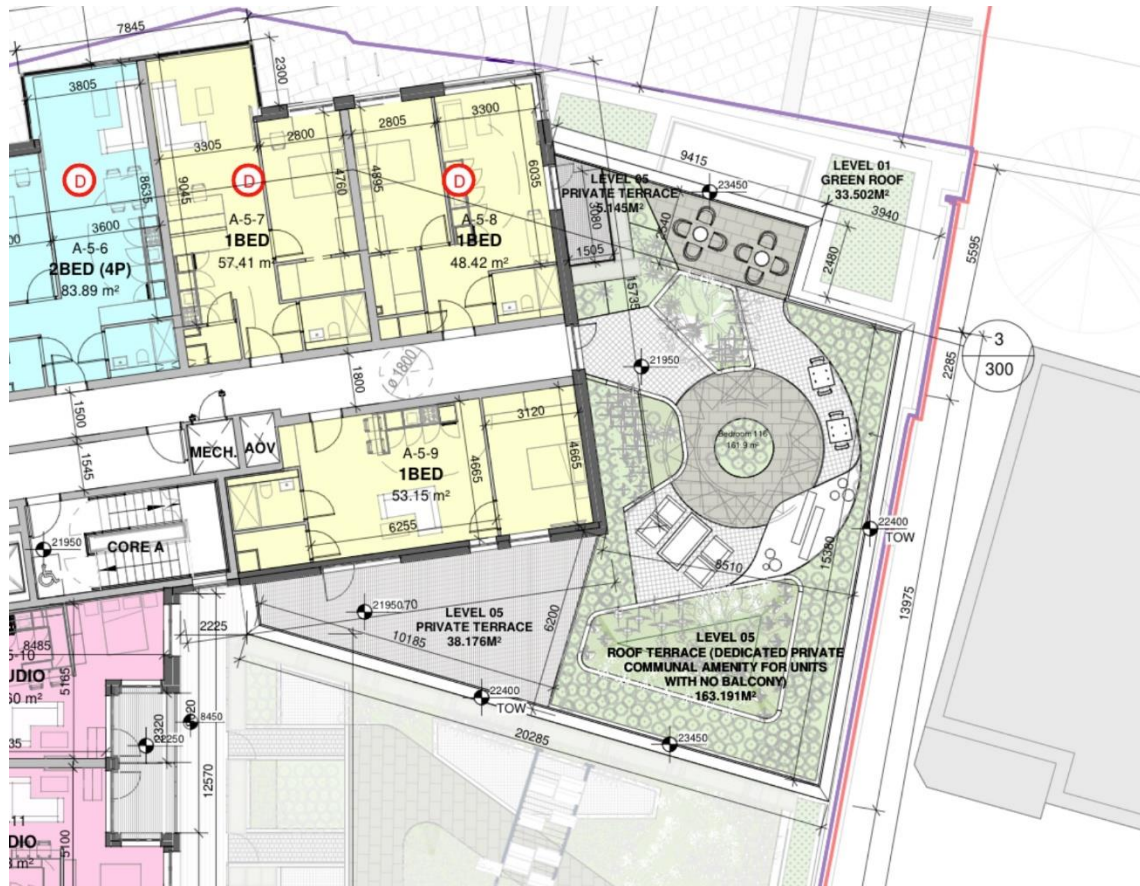 7845
2300
3805
3305
2800
2805
3300
D
D
D
9045
8635
4760
4895
6035
A-5-6
2BED (4P)
83.89 m²
3600
A-5-7
1BED
57.41 m
A-5-8
1BED
48.42 m²
9415
23450
LEVEL 05
PRIVATE TERRACE
5.145M²
3080
1505
15735
LEVEL 01
GREEN ROOF
33.502M²
3940
2480
5595
3
300
2285
21950
1500
1545
1800
ø 1800
MECH.
AOV
A-5-9
1BED
53.15 m²
3120
4665
4665
6255
CORE A
21950
22400
TOW
15380
13975
8510
21950
LEVEL 05
PRIVATE TERRACE
38.176M²
10185
6200
2225
LEVEL 05
ROOF TERRACE (DEDICATED PRIVATE
COMMUNAL AMENITY FOR UNITS
WITH NO BALCONY)
163.191M²
22400
TOW
23450
20285
8485
5165
8450
2320
22250
12570
5100